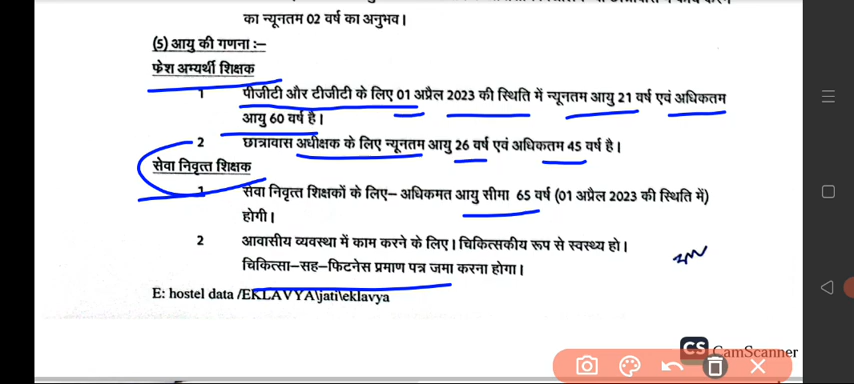 का न्यूनतम 02 वर्ष का अनुभव।
(5) आयु की गणना :–
फ्रेश अभ्यर्थी शिक्षक
1 पीजीटी और टीजीटी के लिए 01 अप्रैल 2023 की स्थिति में न्यूनतम आयु 21 वर्ष एवं अधिकतम
आयु 60 वर्ष है।
2 छात्रावास अधीक्षक के लिए न्यूनतम आयु 26 वर्ष एवं अधिकतम 45 वर्ष है।
सेवा निवृत्त शिक्षक
1 सेवा निवृत्त शिक्षकों के लिए– अधिकमत आयु सीमा 65 वर्ष (01 अप्रैल 2023 की स्थिति में)
होगी।
2 आवासीय व्यवस्था में काम करने के लिए। चिकित्सकीय रूप से स्वस्थ्य हो।
चिकित्सा–सह–फिटनेस प्रमाण पत्र जमा करना होगा।
E: hostel data /EKLAVYA\jati\eklavya
CS CamScanner